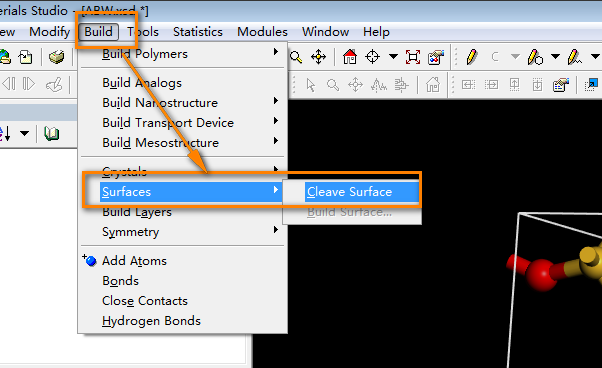 erials Studio - [ABW.xsd *]
ew Modify Build Tools Statistics Modules Window Help
Build Polymers
Build Analogs
Build Nanostructure
Build Transport Device
Build Mesostructure
Crystals
Surfaces
Cleave Surface
Build Layers
Build Surface...
Symmetry
Add Atoms
Bonds
Close Contacts
Hydrogen Bonds